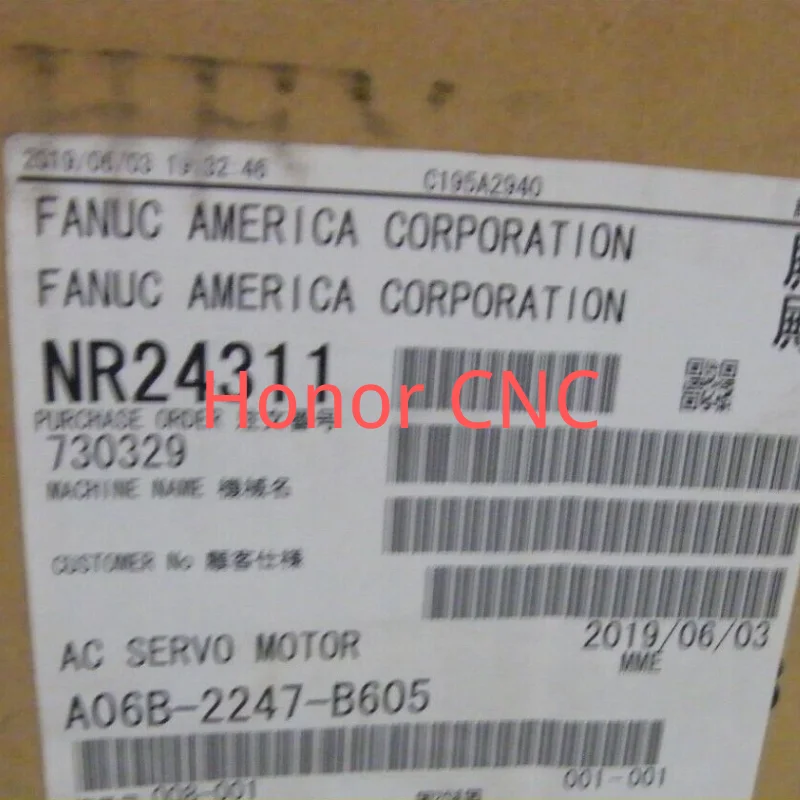 2019/06/03 19:32:46 C195A2940
FANUC AMERICA CORPORATION
FANUC AMERICA CORPORATION
NR24311
Honor CNC
PURCHASE ORDER 注文番号
730329
MACHINE NAME 機械名
CUSTOMER No 顧客仕様
AC SERVO MOTOR 2019/06/03
MME
A06B-2247-B605
008-001 001-001